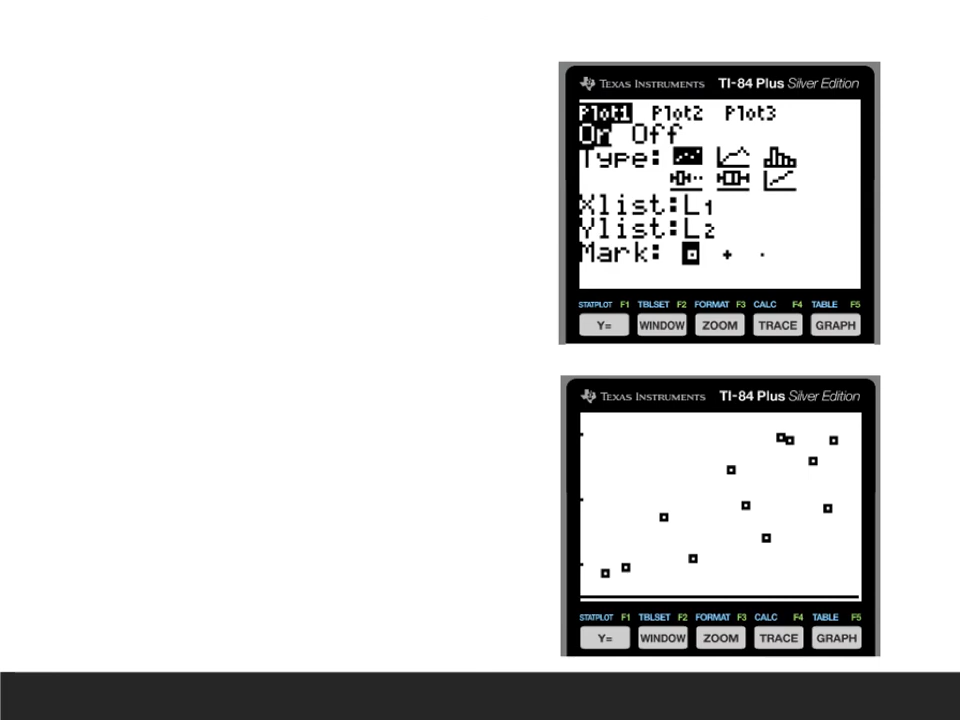 TEXAS INSTRUMENTS TI-84 Plus Silver Edition
Plot1 Plot2 Plot3
On Off
Type:
Xlist:L1
Ylist:L2
Mark:
STATPLOT F1 TBLSET F2 FORMAT F3 CALC F4 TABLE F5
Y= WINDOW ZOOM TRACE GRAPH
TEXAS INSTRUMENTS TI-84 Plus Silver Edition
STATPLOT F1 TBLSET F2 FORMAT F3 CALC F4 TABLE F5
Y= WINDOW ZOOM TRACE GRAPH